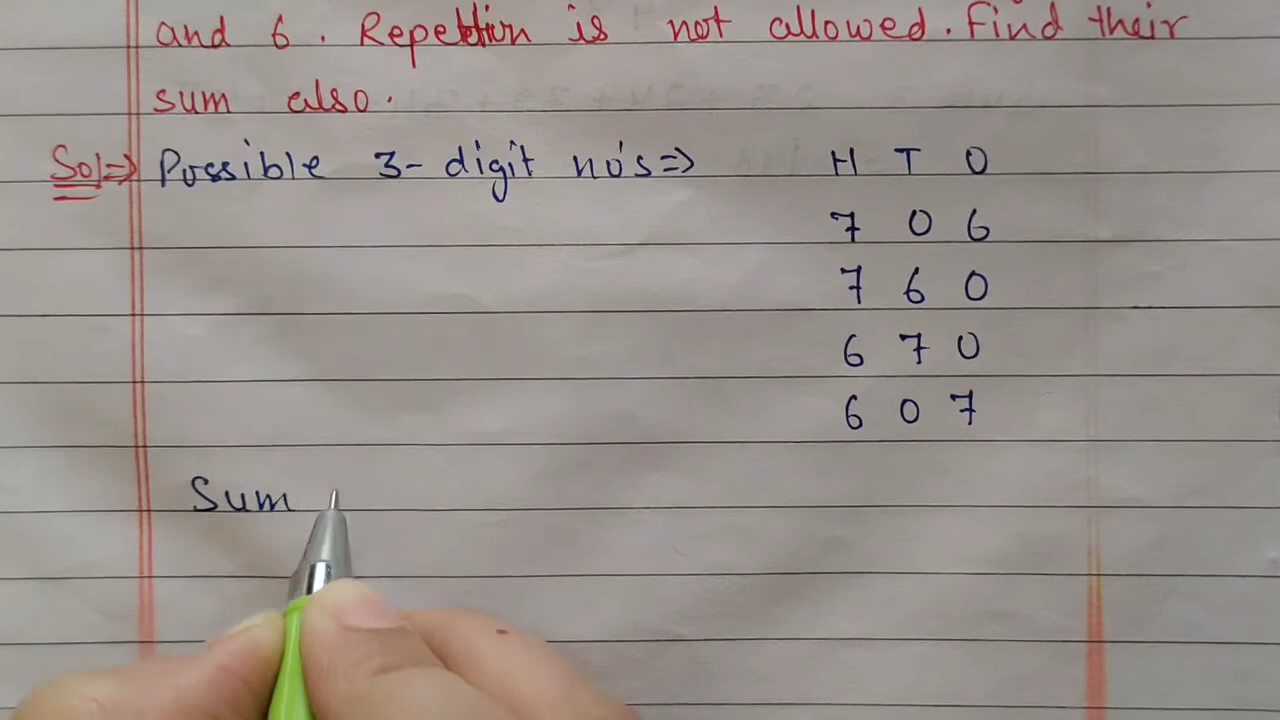 and 6. Repetition is not allowed. Find their
sum also.
Sol⇒ Possible 3-digit no's⇒ H T O
7 0 6
7 6 0
6 7 0
6 0 7
Sum